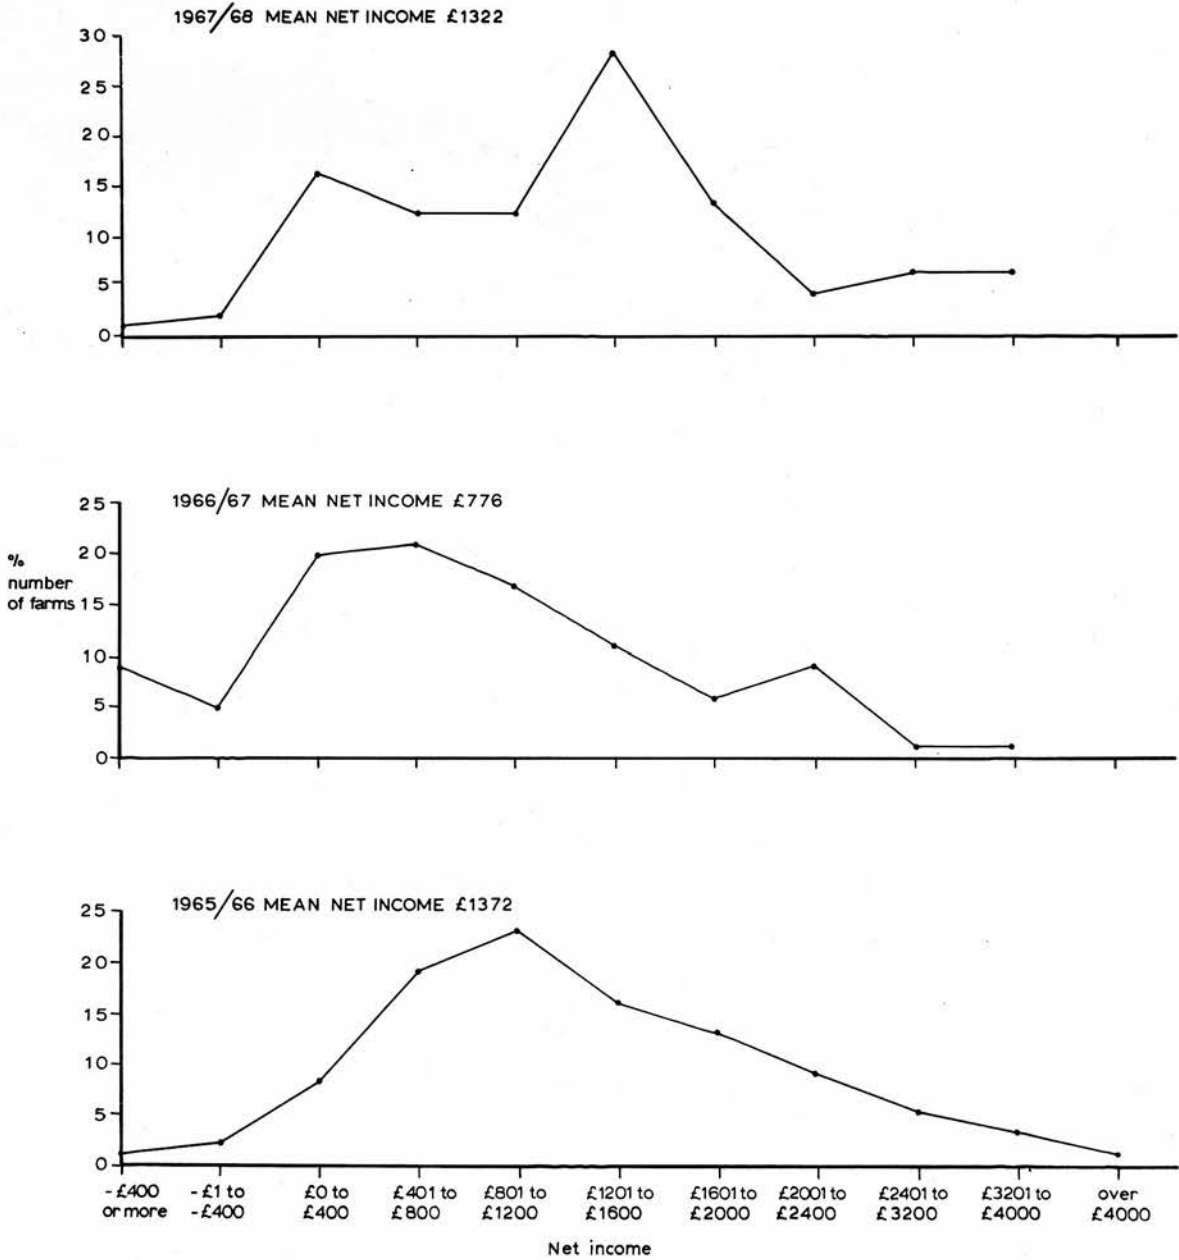 1967/68 MEAN NET INCOME £1322
30
25
20
15
10
5
0
1966/67 MEAN NET INCOME £776
25
20
15
10
5
0
%
number
of farms
1965/66 MEAN NET INCOME £1372
25
20
15
10
5
0
-£400 or more
-£1 to -£400
£0 to £400
£401 to £800
£801 to £1200
£1201 to £1600
£1601 to £2000
£2001 to £2400
£2401 to £3200
£3201 to £4000
over £4000
Net income